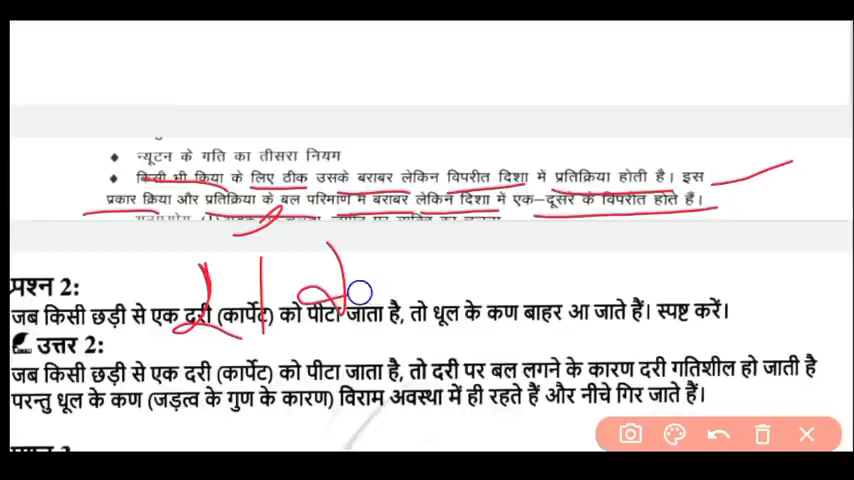 ♦ न्यूटन के गति का तीसरा नियम
♦ किसी भी किया के लिए ठीक उसके बराबर लेकिन विपरीत दिशा में प्रतिक्रिया होती है। इस
प्रकार क्रिया और प्रतिक्रिया के बल परिमाण में बराबर लेकिन दिशा में एक–दूसरे के विपरीत होते हैं।
प्रश्न 2:
जब किसी छड़ी से एक दरी (कार्पेट) को पीटा जाता है, तो धूल के कण बाहर आ जाते हैं। स्पष्ट करें।
उत्तर 2:
जब किसी छड़ी से एक दरी (कार्पेट) को पीटा जाता है, तो दरी पर बल लगने के कारण दरी गतिशील हो जाती है
परन्तु धूल के कण (जड़त्व के गुण के कारण) विराम अवस्था में ही रहते हैं और नीचे गिर जाते हैं।